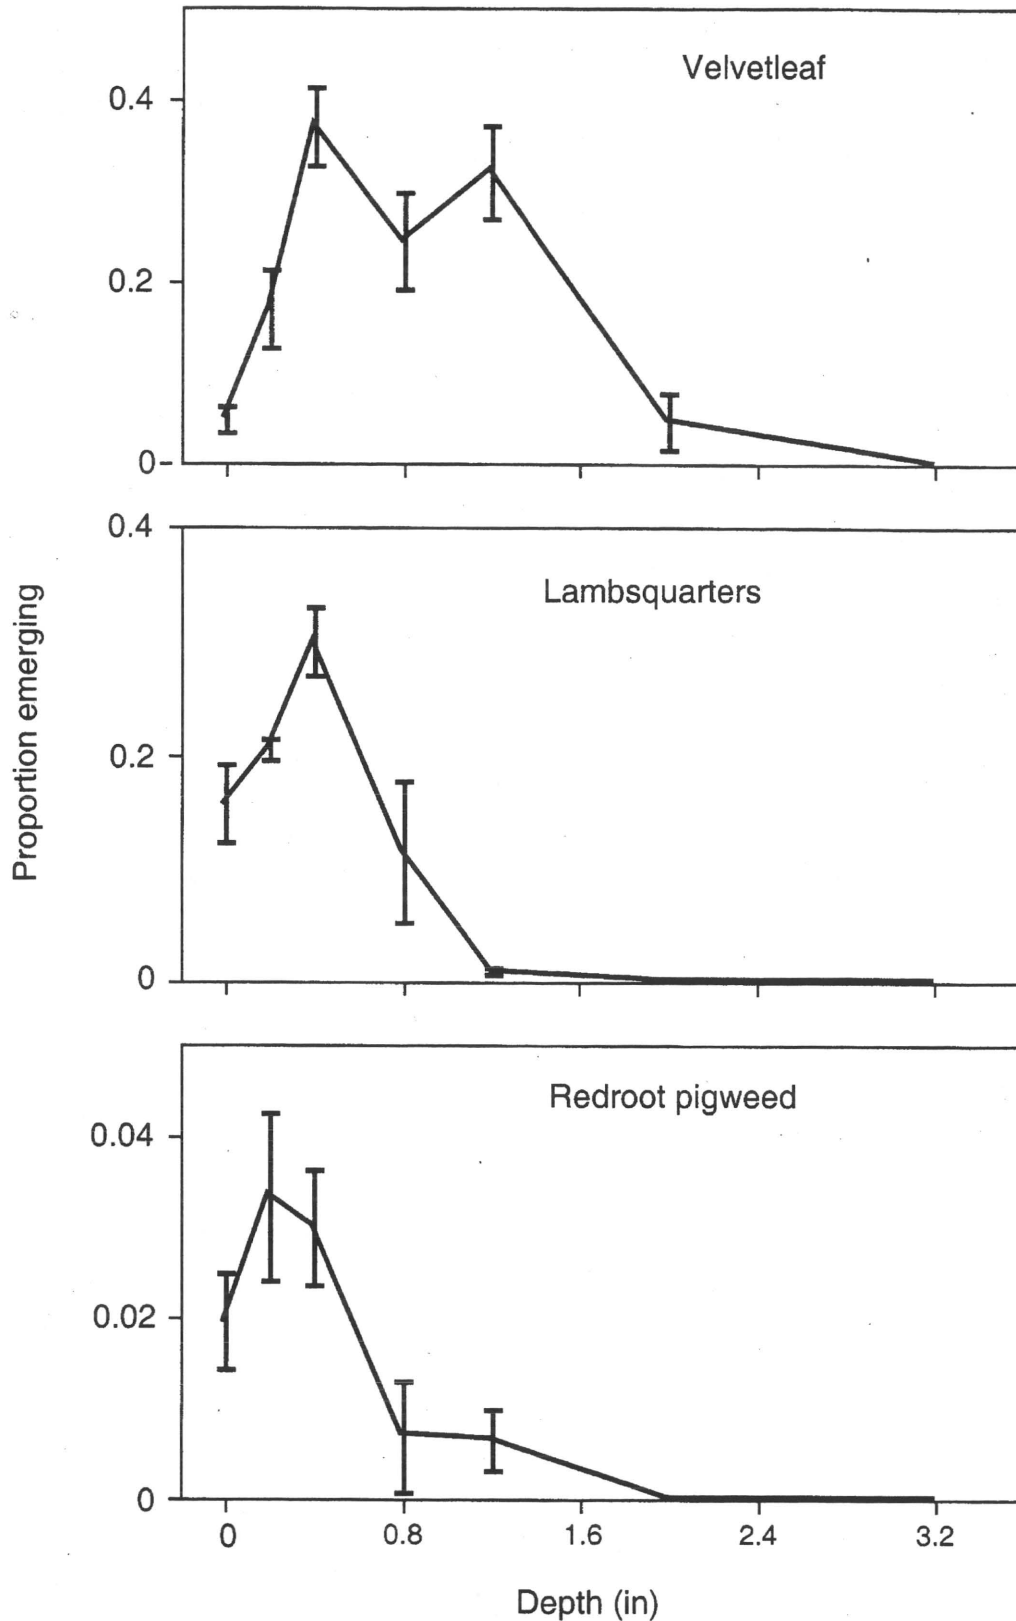 Velvetleaf
0.4
0.2
0
Lambsquarters
0.4
0.2
0
Proportion emerging
Redroot pigweed
0.04
0.02
0
0 0.8 1.6 2.4 3.2
Depth (in)